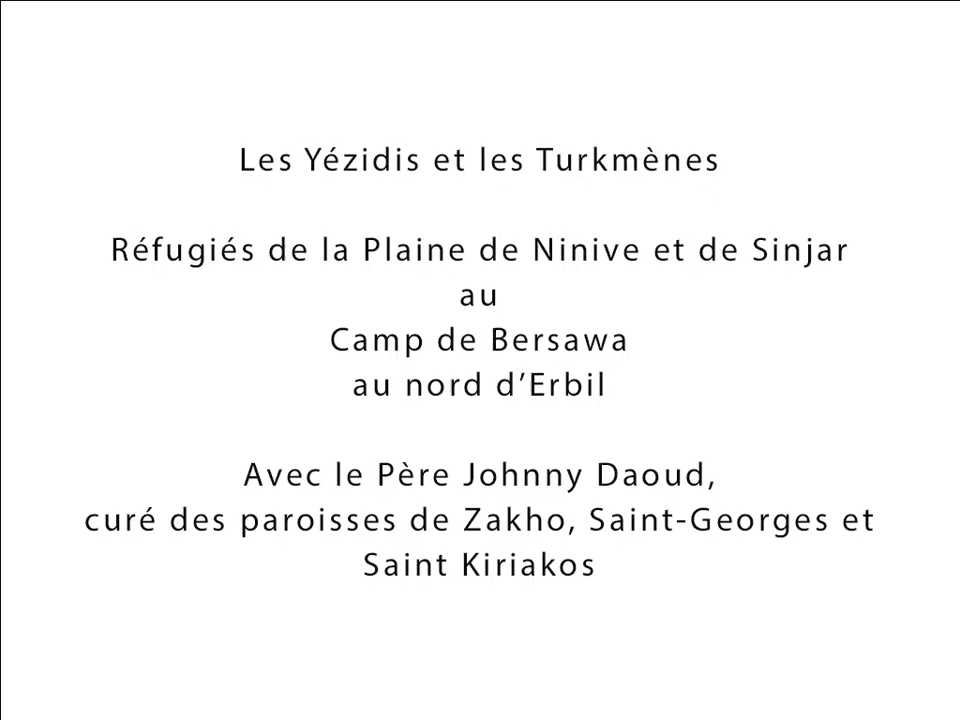 Les Yézidis et les Turkmènes
Réfugiés de la Plaine de Ninive et de Sinjar
au
Camp de Bersawa
au nord d’Erbil
Avec le Père Johnny Daoud,
curé des paroisses de Zakho, Saint-Georges et
Saint Kiriakos